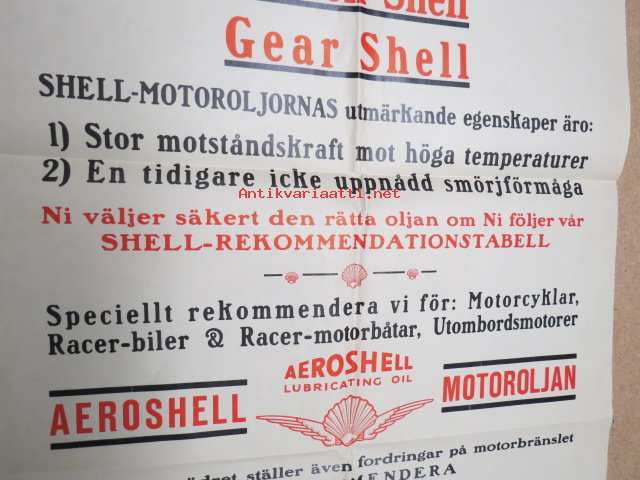 Shell
Gear Shell
SHELL-MOTOROLJORNAS utmärkande egenskaper äro:
1) Stor motståndskraft mot höga temperaturer
2) En tidigare icke uppnådd smörjförmåga
Antikvariaatti.net
Ni väljer säkert den rätta oljan om Ni följer vår
SHELL-REKOMMENDATIONSTABELL
Speciellt rekommendera vi för: Motorcyklar,
Racer-biler & Racer-motorbåtar, Utombordsmotorer
AEROSHELL
LUBRICATING OIL
AEROSHELL
MOTOROLJAN
ställer även fordringar på motorbränslet